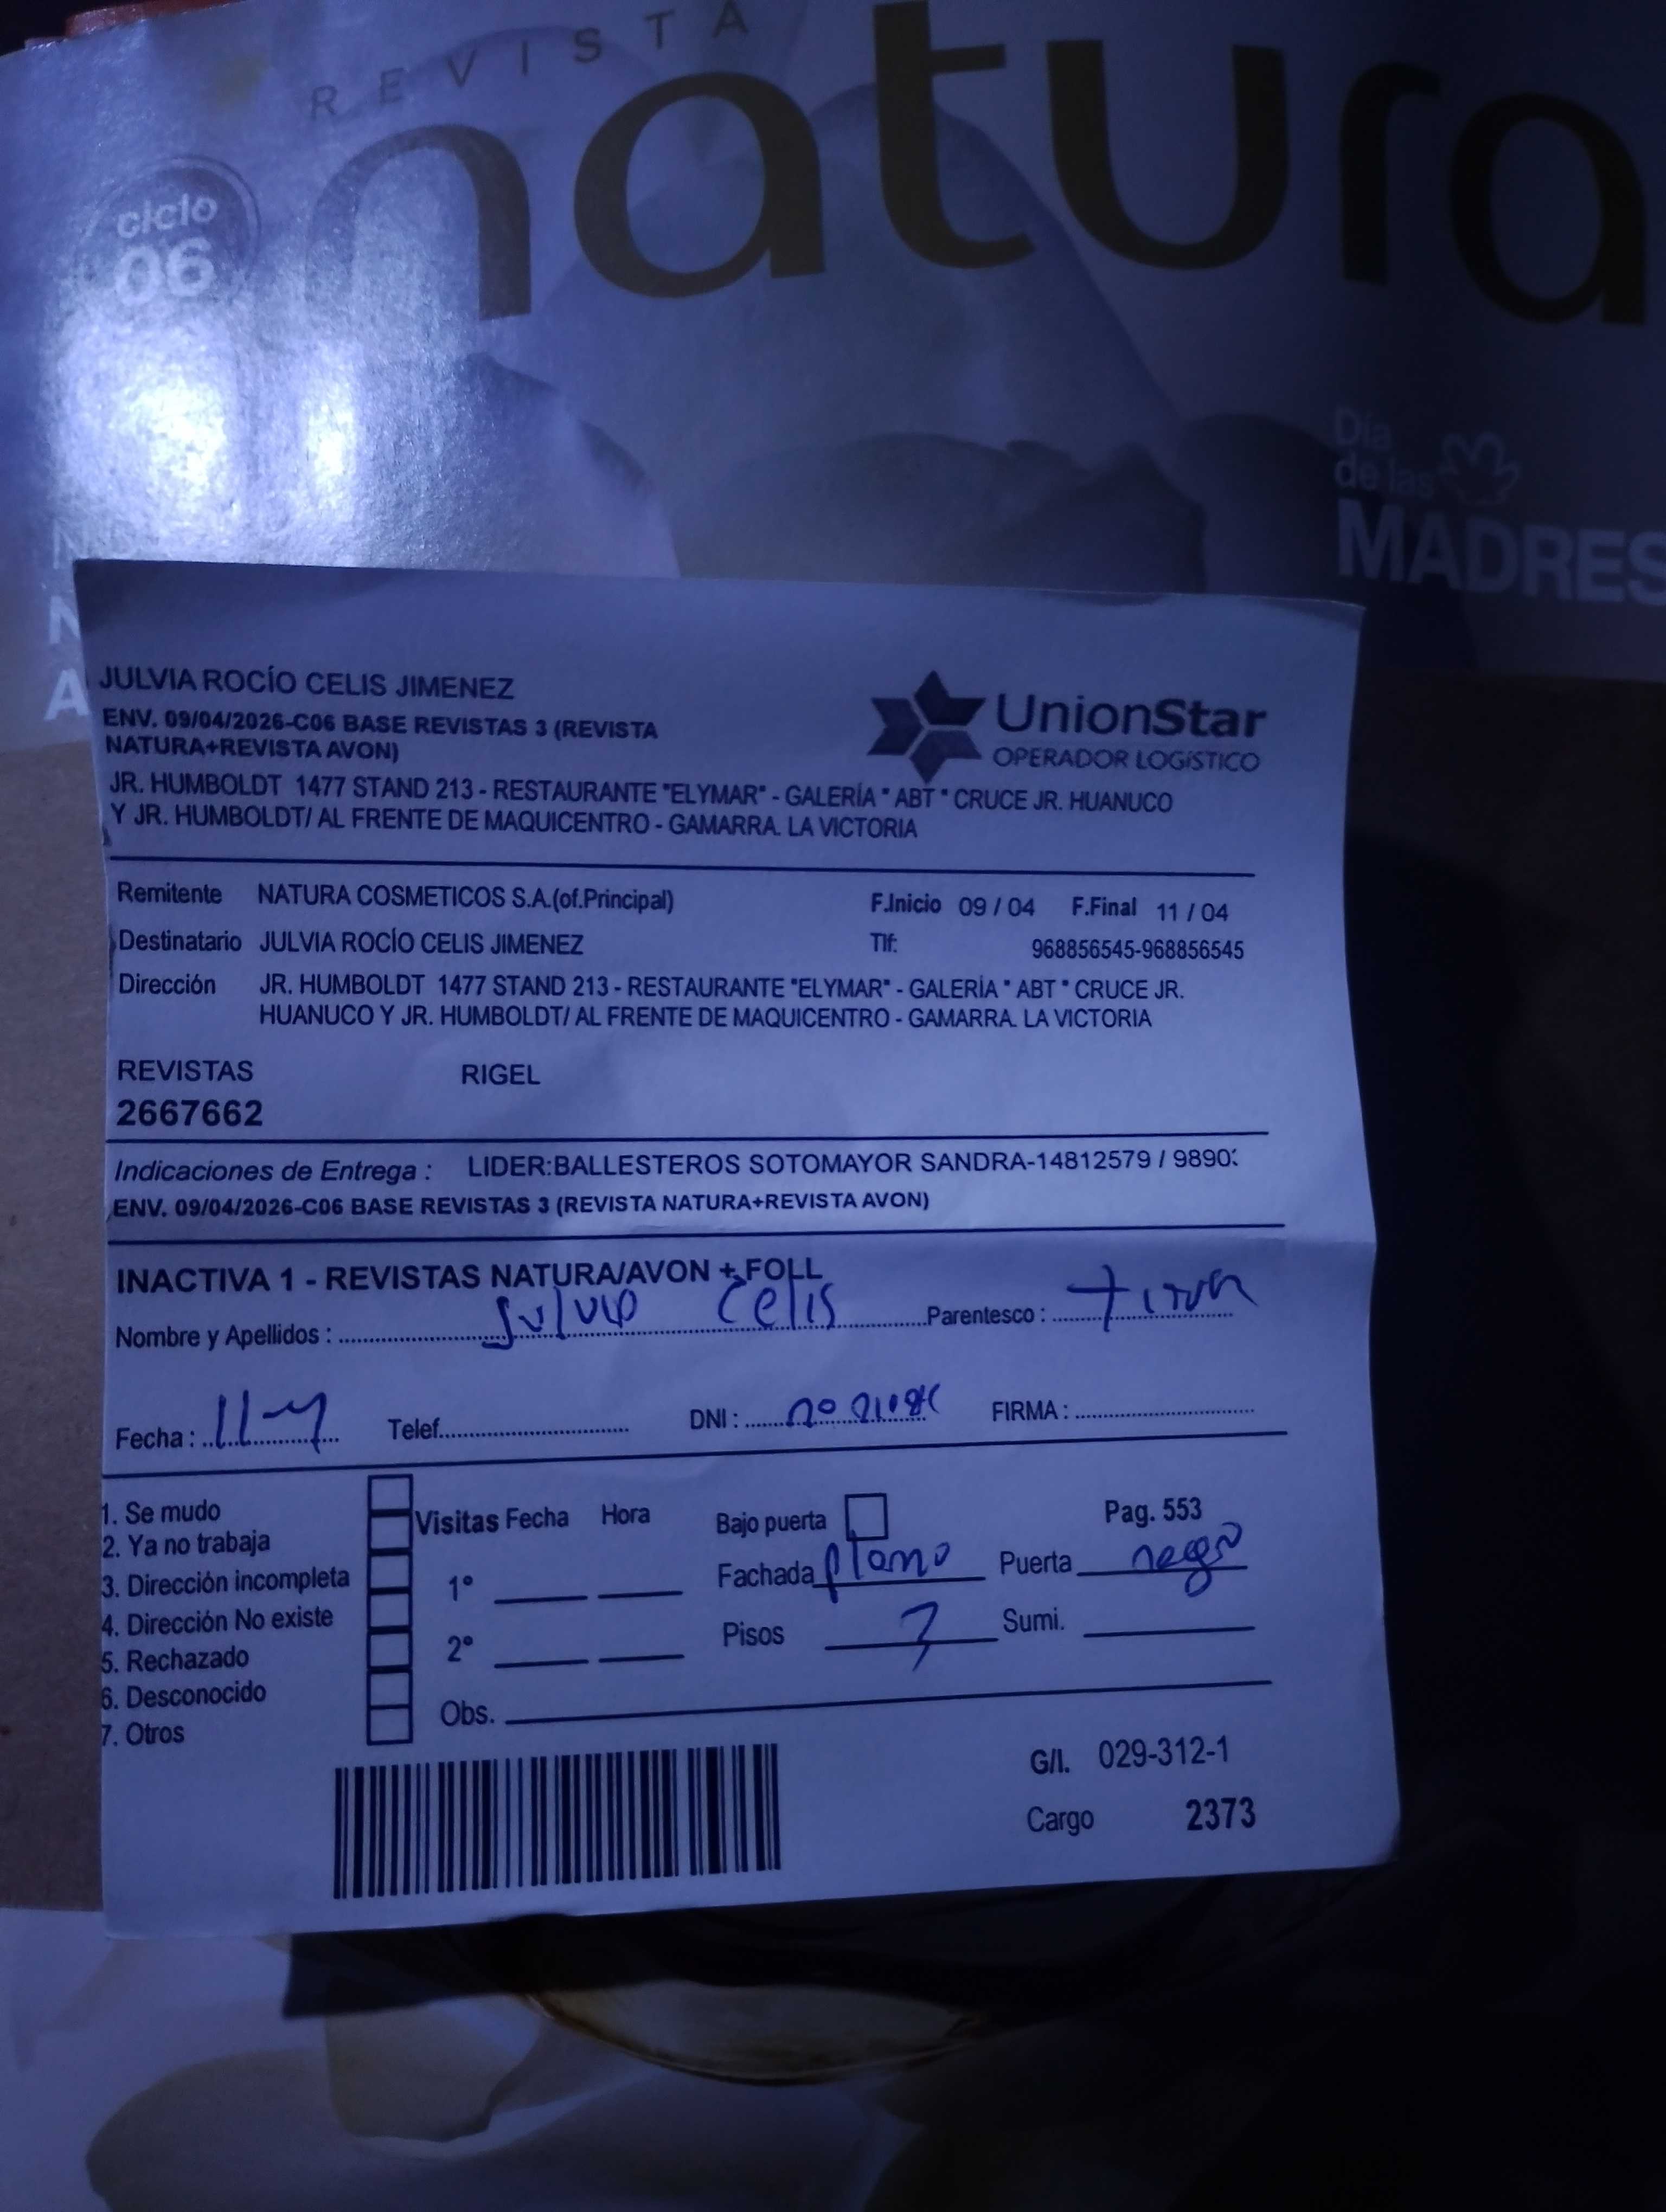 REVISTA
natura
ciclo
06
Día
de las
MADRES
N
N
A
JULVIA ROCÍO CELIS JIMENEZ
ENV. 09/04/2026-C06 BASE REVISTAS 3 (REVISTA
NATURA+REVISTA AVON)
UnionStar
OPERADOR LOGÍSTICO
JR. HUMBOLDT 1477 STAND 213 - RESTAURANTE "ELYMAR" - GALERÍA " ABT " CRUCE JR. HUANUCO
Y JR. HUMBOLDT/ AL FRENTE DE MAQUICENTRO - GAMARRA. LA VICTORIA
Remitente NATURA COSMETICOS S.A.(of.Principal) F.Inicio 09 / 04 F.Final 11 / 04
Destinatario JULVIA ROCÍO CELIS JIMENEZ Tlf: 968856545-968856545
Dirección JR. HUMBOLDT 1477 STAND 213 - RESTAURANTE "ELYMAR" - GALERÍA " ABT " CRUCE JR.
HUANUCO Y JR. HUMBOLDT/ AL FRENTE DE MAQUICENTRO - GAMARRA. LA VICTORIA
REVISTAS RIGEL
2667662
Indicaciones de Entrega : LIDER:BALLESTEROS SOTOMAYOR SANDRA-14812579 / 9890
ENV. 09/04/2026-C06 BASE REVISTAS 3 (REVISTA NATURA+REVISTA AVON)
INACTIVA 1 - REVISTAS NATURA/AVON + FOLL
Nombre y Apellidos : Julvia Celis Parentesco :
Fecha : 11-4 Telef. DNI : no FIRMA :
1. Se mudo
2. Ya no trabaja
3. Dirección incompleta
4. Dirección No existe
5. Rechazado
6. Desconocido
7. Otros
Visitas Fecha Hora
1°
2°
Obs.
Bajo puerta Pag. 553
Fachada plomo Puerta negro
Pisos 3 Sumi.
G/I. 029-312-1
Cargo 2373